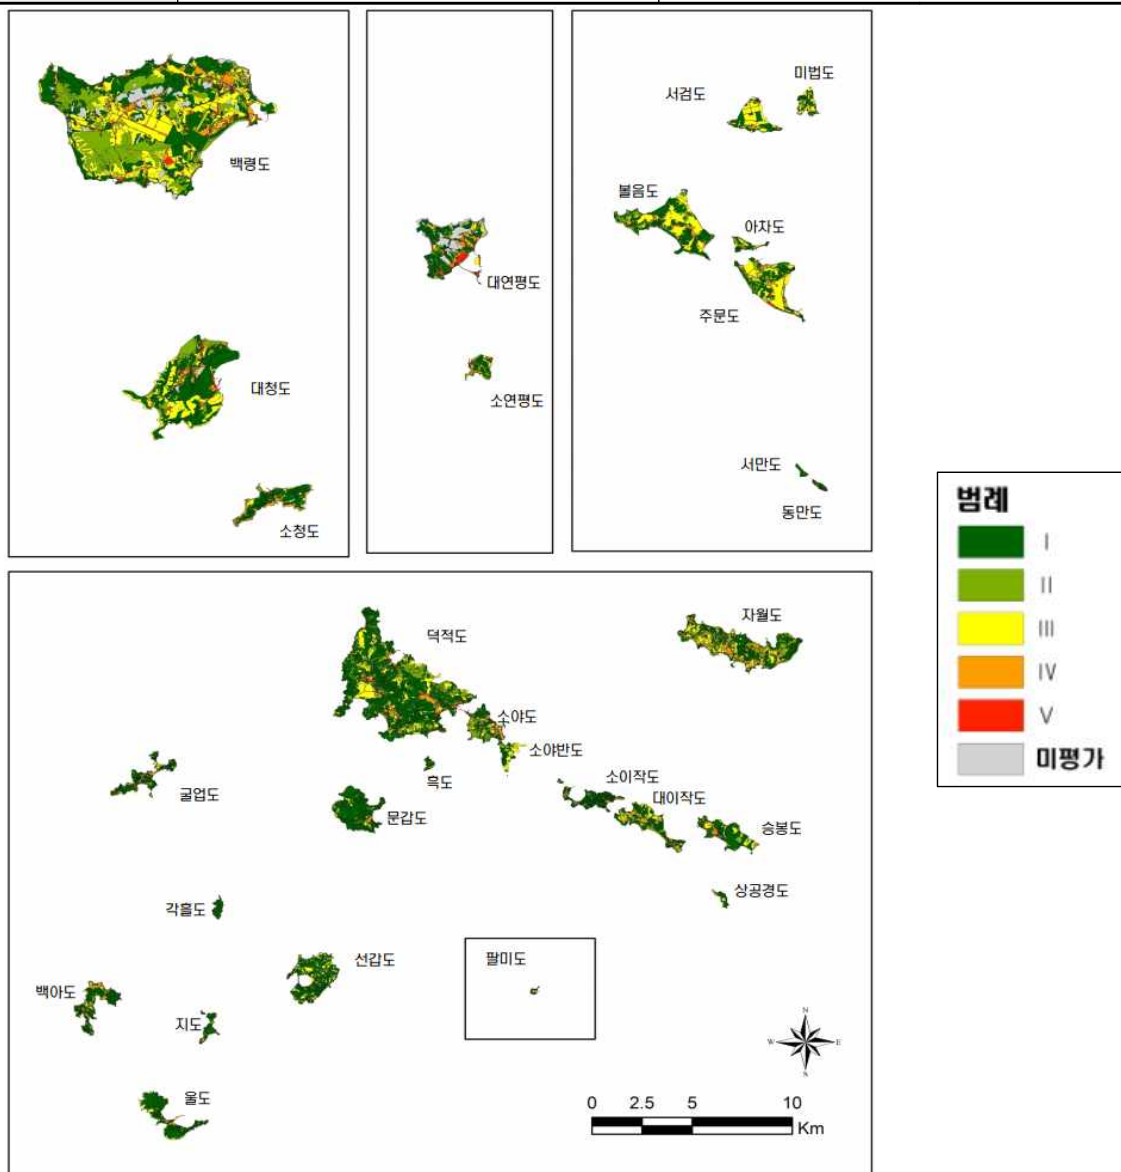 백령도
대청도
소청도
대연평도
소연평도
미법도
서검도
볼음도
아차도
주문도
서만도
동만도
범례
I
II
III
IV
V
미평가
자월도
덕적도
소야도
소야반도
흑도
소이작도
대이작도
굴업도
문갑도
승봉도
상공경도
각흘도
선갑도
팔미도
백아도
지도
울도
N
W E
S
0 2.5 5 10
Km